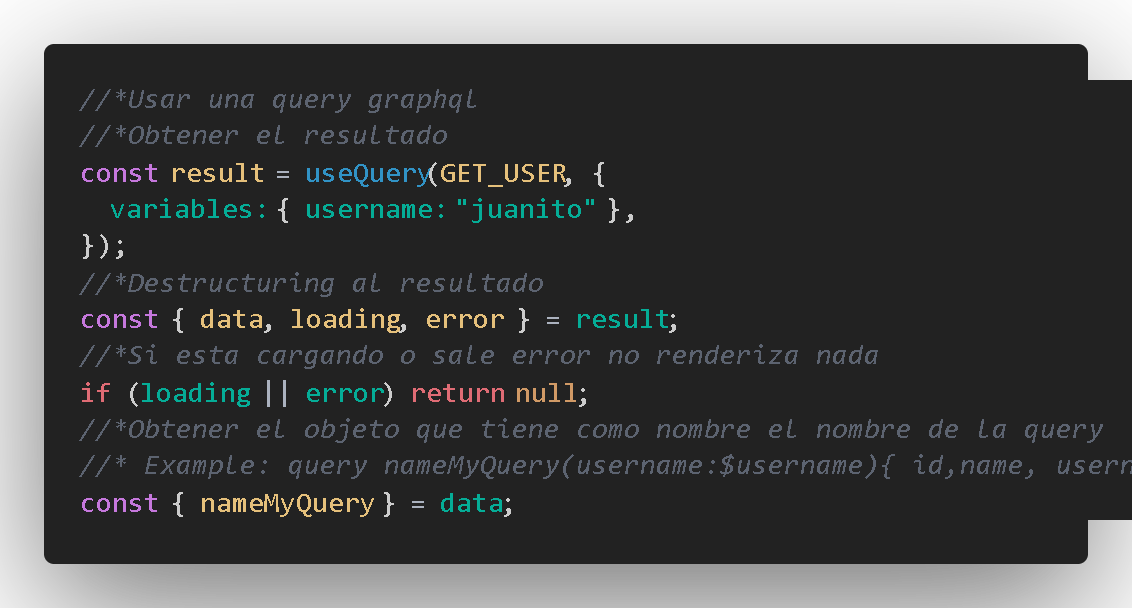 //*Usar una query graphql
//*Obtener el resultado
const result = useQuery(GET_USER, {
  variables: { username: "juanito" },
});
//*Destructuring al resultado
const { data, loading, error } = result;
//*Si esta cargando o sale error no renderiza nada
if (loading || error) return null;
//*Obtener el objeto que tiene como nombre el nombre de la query
//* Example: query nameMyQuery(username:$username){ id,name,
const { nameMyQuery } = data;